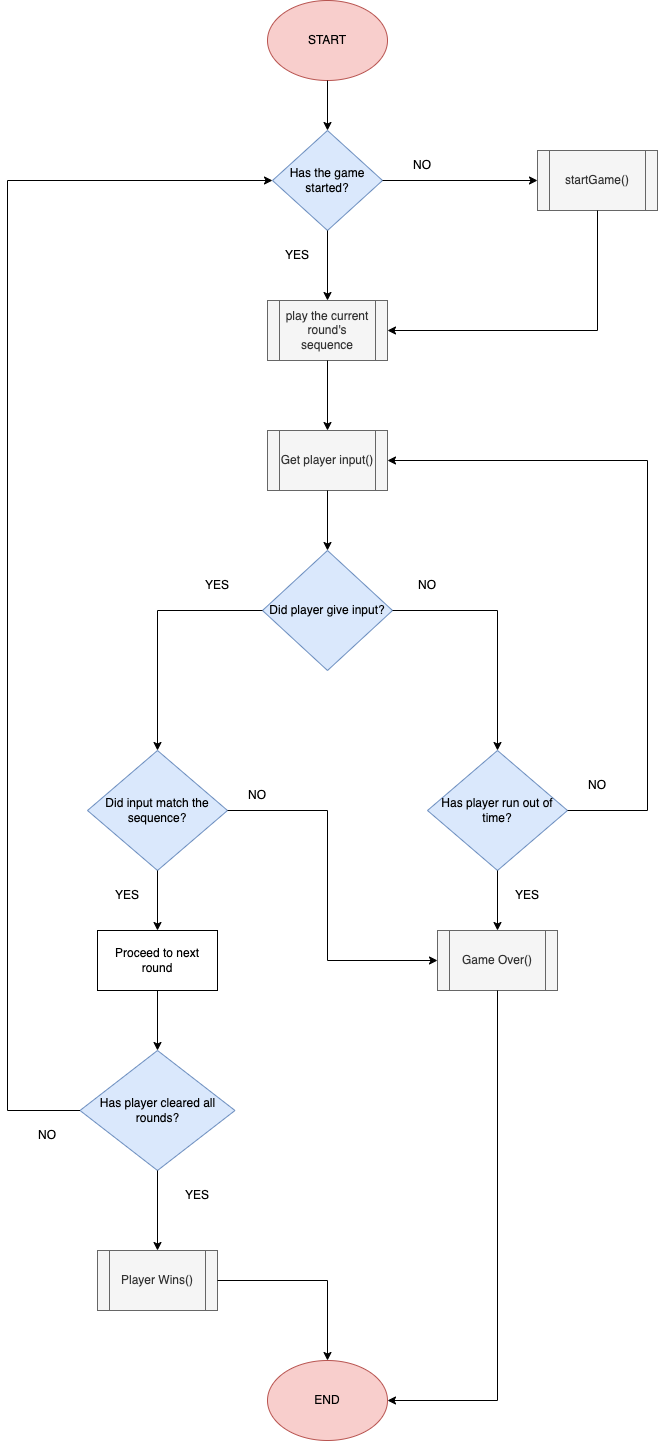 START
Has the game
started?
NO
startGame()
YES
play the current
round's
sequence
Get player input()
YES
Did player give input?
NO
Did input match the
sequence?
NO
Has player run out of
time?
NO
YES
YES
Proceed to next
round
Game Over()
Has player cleared all
rounds?
NO
YES
Player Wins()
END